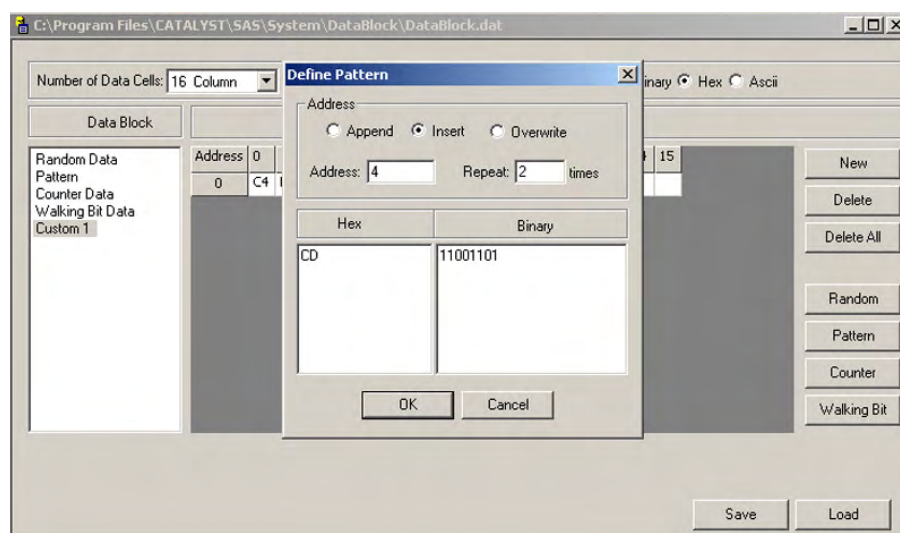 C:\Program Files\CATALYST\SAS\System\DataBlock\DataBlock.dat
Number of Data Cells: 16 Column
Define Pattern
Hex Ascii
Data Block
Address
Append Insert Overwrite
Address: 4 Repeat: 2 times
Random Data
Pattern
Counter Data
Walking Bit Data
Custom 1
Address 0 15
0 C4
Hex Binary
CD 11001101
OK Cancel
New
Delete
Delete All
Random
Pattern
Counter
Walking Bit
Save Load